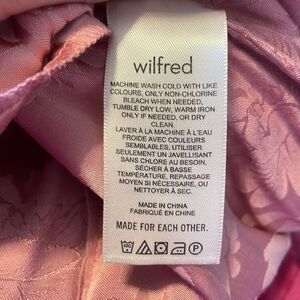 wilfred
MACHINE WASH COLD WITH LIKE
COLOURS, ONLY NON-CHLORINE
BLEACH WHEN NEEDED,
TUMBLE DRY LOW, WARM IRON
ONLY IF NEEDED, OR DRY
CLEAN.
LAVER À LA MACHINE À L'EAU
FROIDE AVEC COULEURS
SEMBLABLES, UTILISER
SEULEMENT UN JAVELLISANT
SANS CHLORE AU BESOIN,
SÉCHER À BASSE
TEMPÉRATURE, REPASSAGE
MOYEN SI NÉCESSAIRE, OU
NETTOYER À SEC.
MADE IN CHINA
FABRIQUÉ EN CHINE
MADE FOR EACH OTHER.
P